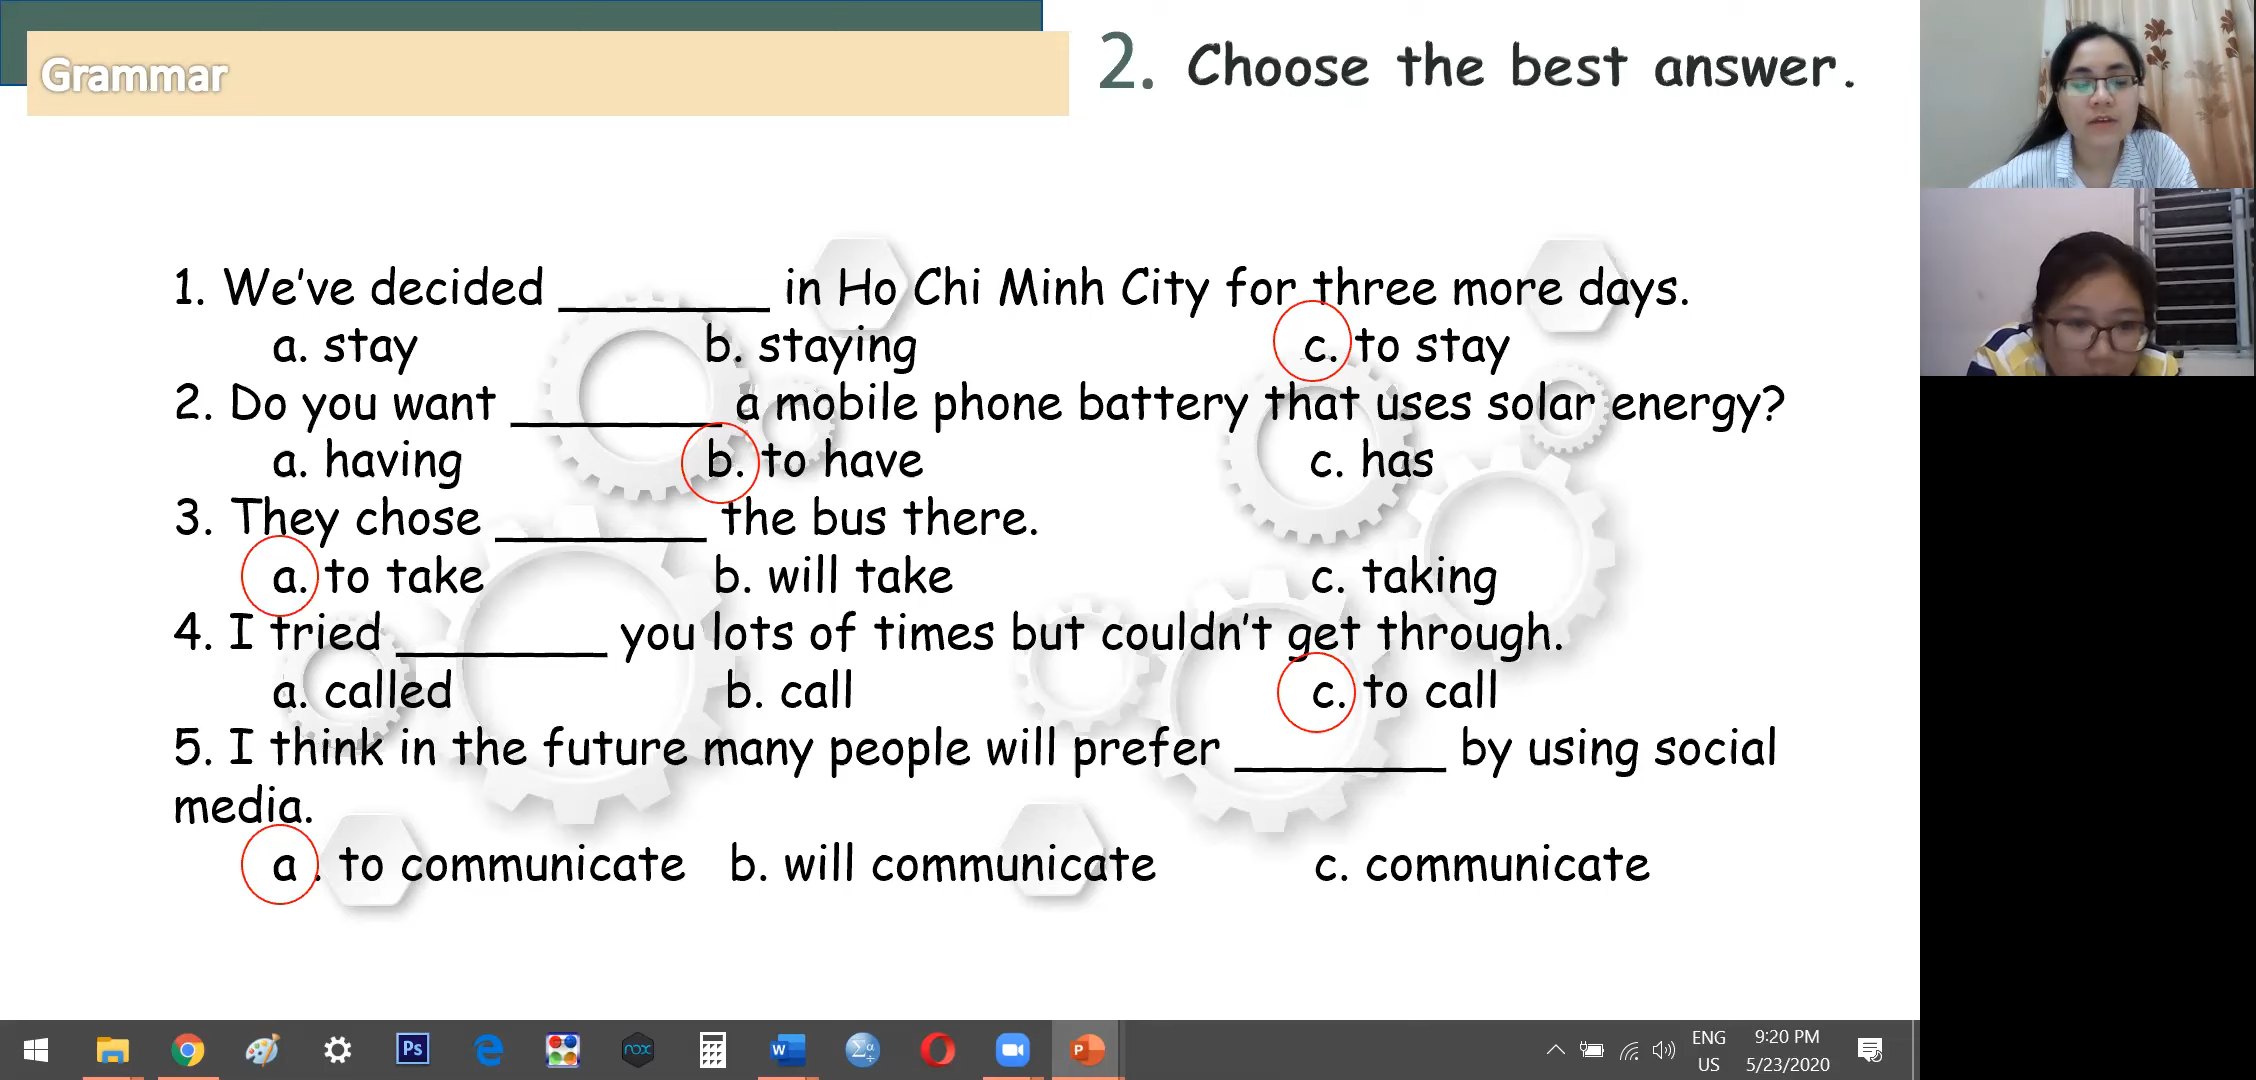 Grammar
2. Choose the best answer.
1. We've decided ________ in Ho Chi Minh City for three more days.
a. stay b. staying c. to stay
2. Do you want ________ a mobile phone battery that uses solar energy?
a. having b. to have c. has
3. They chose ________ the bus there.
a. to take b. will take c. taking
4. I tried ________ you lots of times but couldn't get through.
a. called b. call c. to call
5. I think in the future many people will prefer ________ by using social
media.
a . to communicate b. will communicate c. communicate
Ps
nox
W
Σα÷
P
ENG
US
9:20 PM
5/23/2020